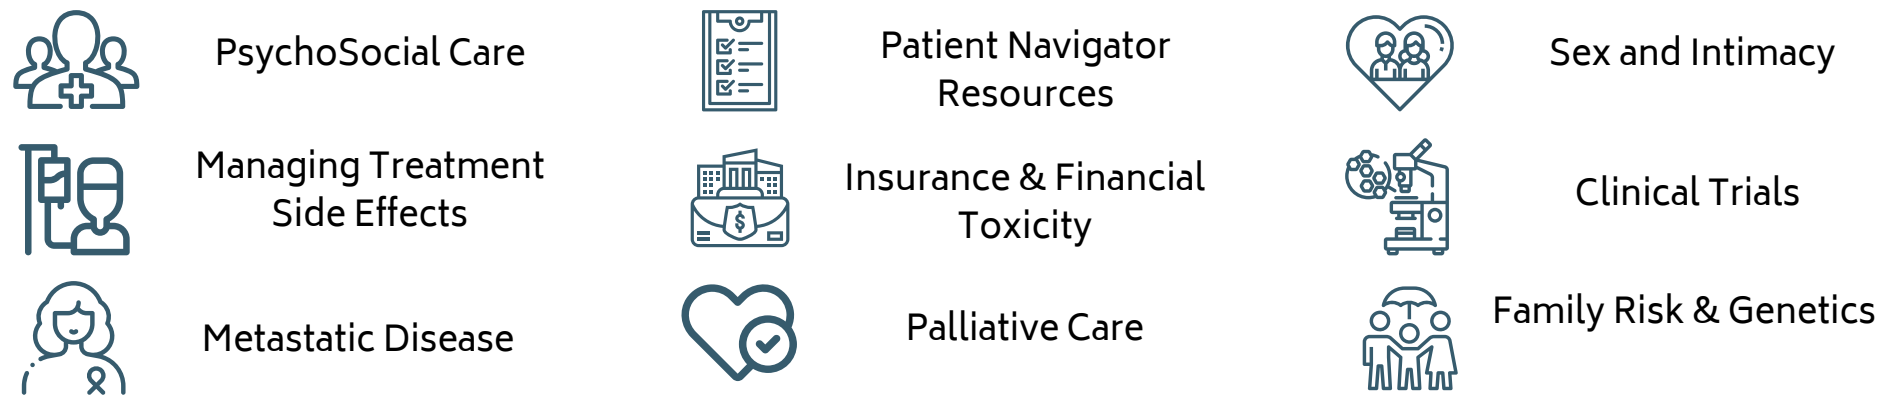 PsychoSocial Care
Patient Navigator
Resources
Sex and Intimacy
Managing Treatment
Side Effects
Insurance & Financial
Toxicity
$
Clinical Trials
Metastatic Disease
Palliative Care
Family Risk & Genetics